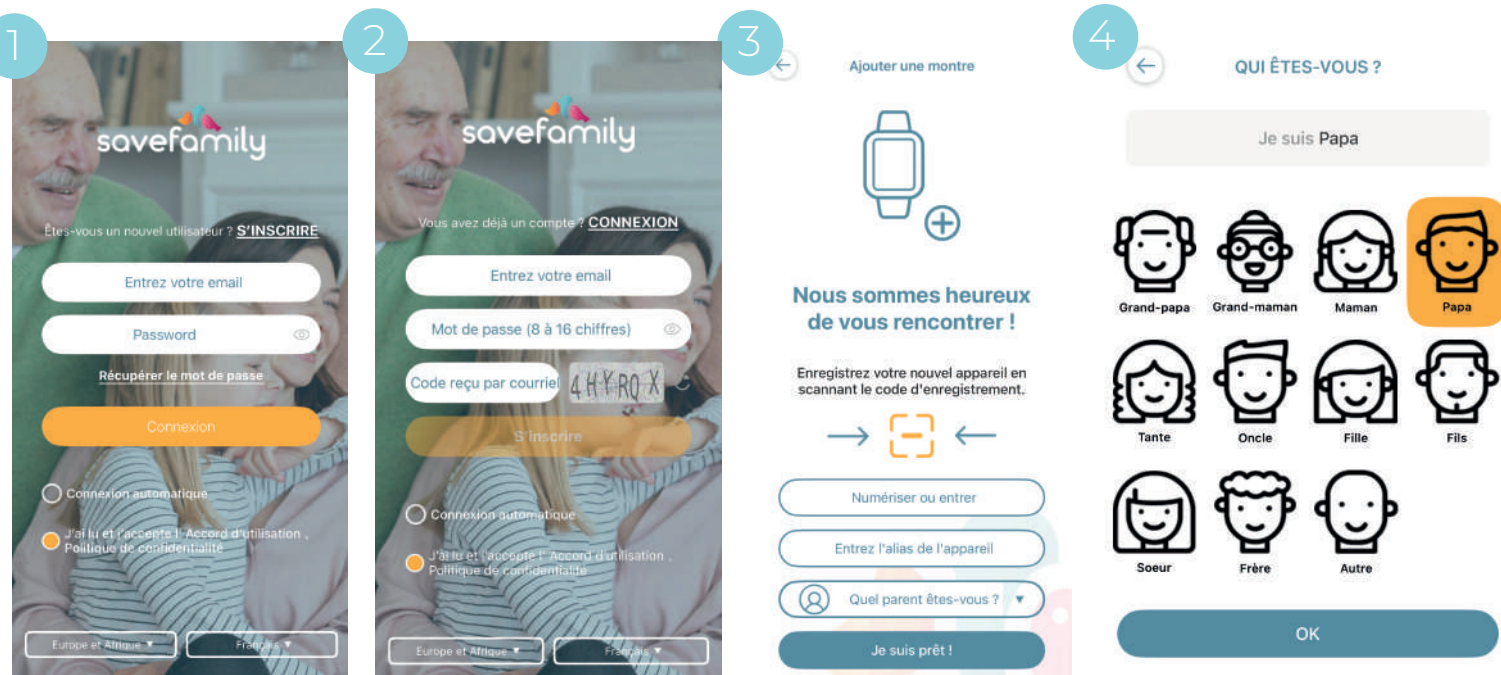 1
savefamily
Êtes-vous un nouvel utilisateur ? S'INSCRIRE
Entrez votre email
Password
Récupérer le mot de passe
Connexion
Connexion automatique
J'ai lu et j'accepte l' Accord d'utilisation ,
Politique de confidentialité
Europe et Afrique ▼
Français ▼
2
savefamily
Vous avez déjà un compte ? CONNEXION
Entrez votre email
Mot de passe (8 à 16 chiffres)
Code reçu par courriel
4HYRQX
S'inscrire
Connexion automatique
J'ai lu et j'accepte l' Accord d'utilisation ,
Politique de confidentialité
Europe et Afrique ▼
Français ▼
3
Ajouter une montre
Nous sommes heureux
de vous rencontrer !
Enregistrez votre nouvel appareil en
scannant le code d'enregistrement.
Numériser ou entrer
Entrez l'alias de l'appareil
Quel parent êtes-vous ? ▼
Je suis prêt !
4
QUI ÊTES-VOUS ?
Je suis Papa
Grand-papa Grand-maman Maman Papa
Tante Oncle Fille Fils
Soeur Frère Autre
OK